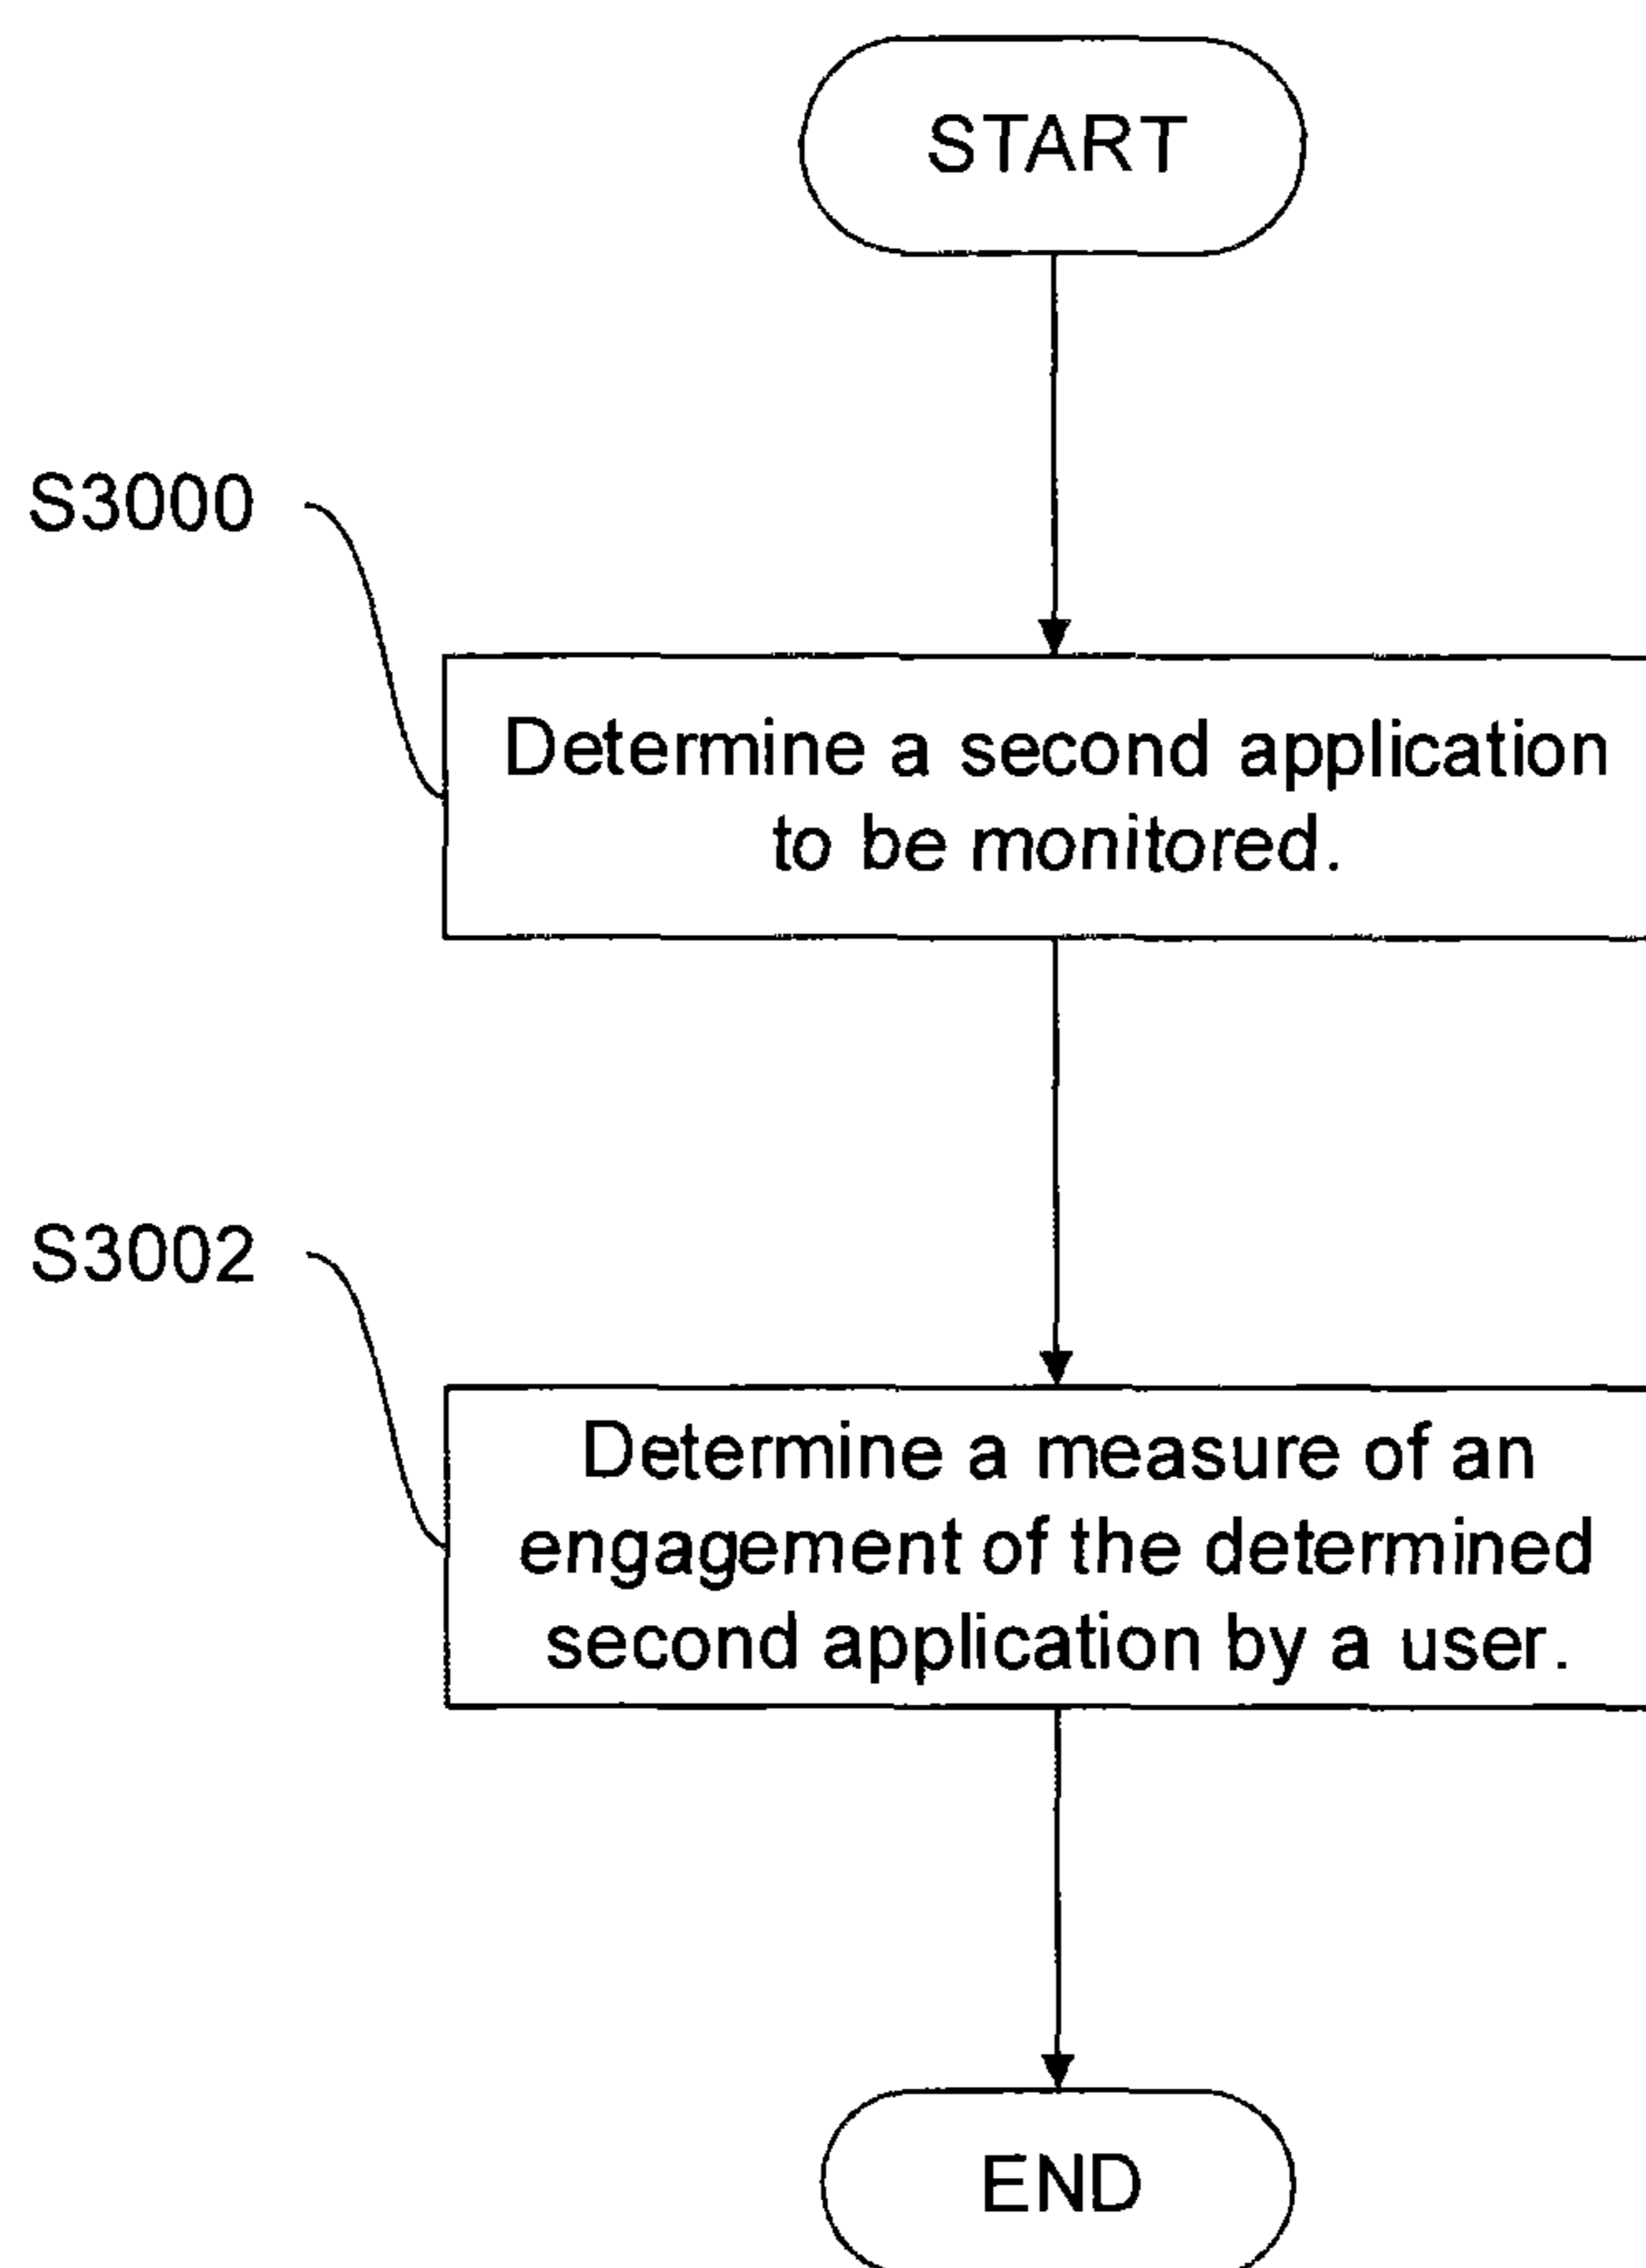 START
S3000
Determine a second application
to be monitored.
S3002
Determine a measure of an
engagement of the determined
second application by a user.
END